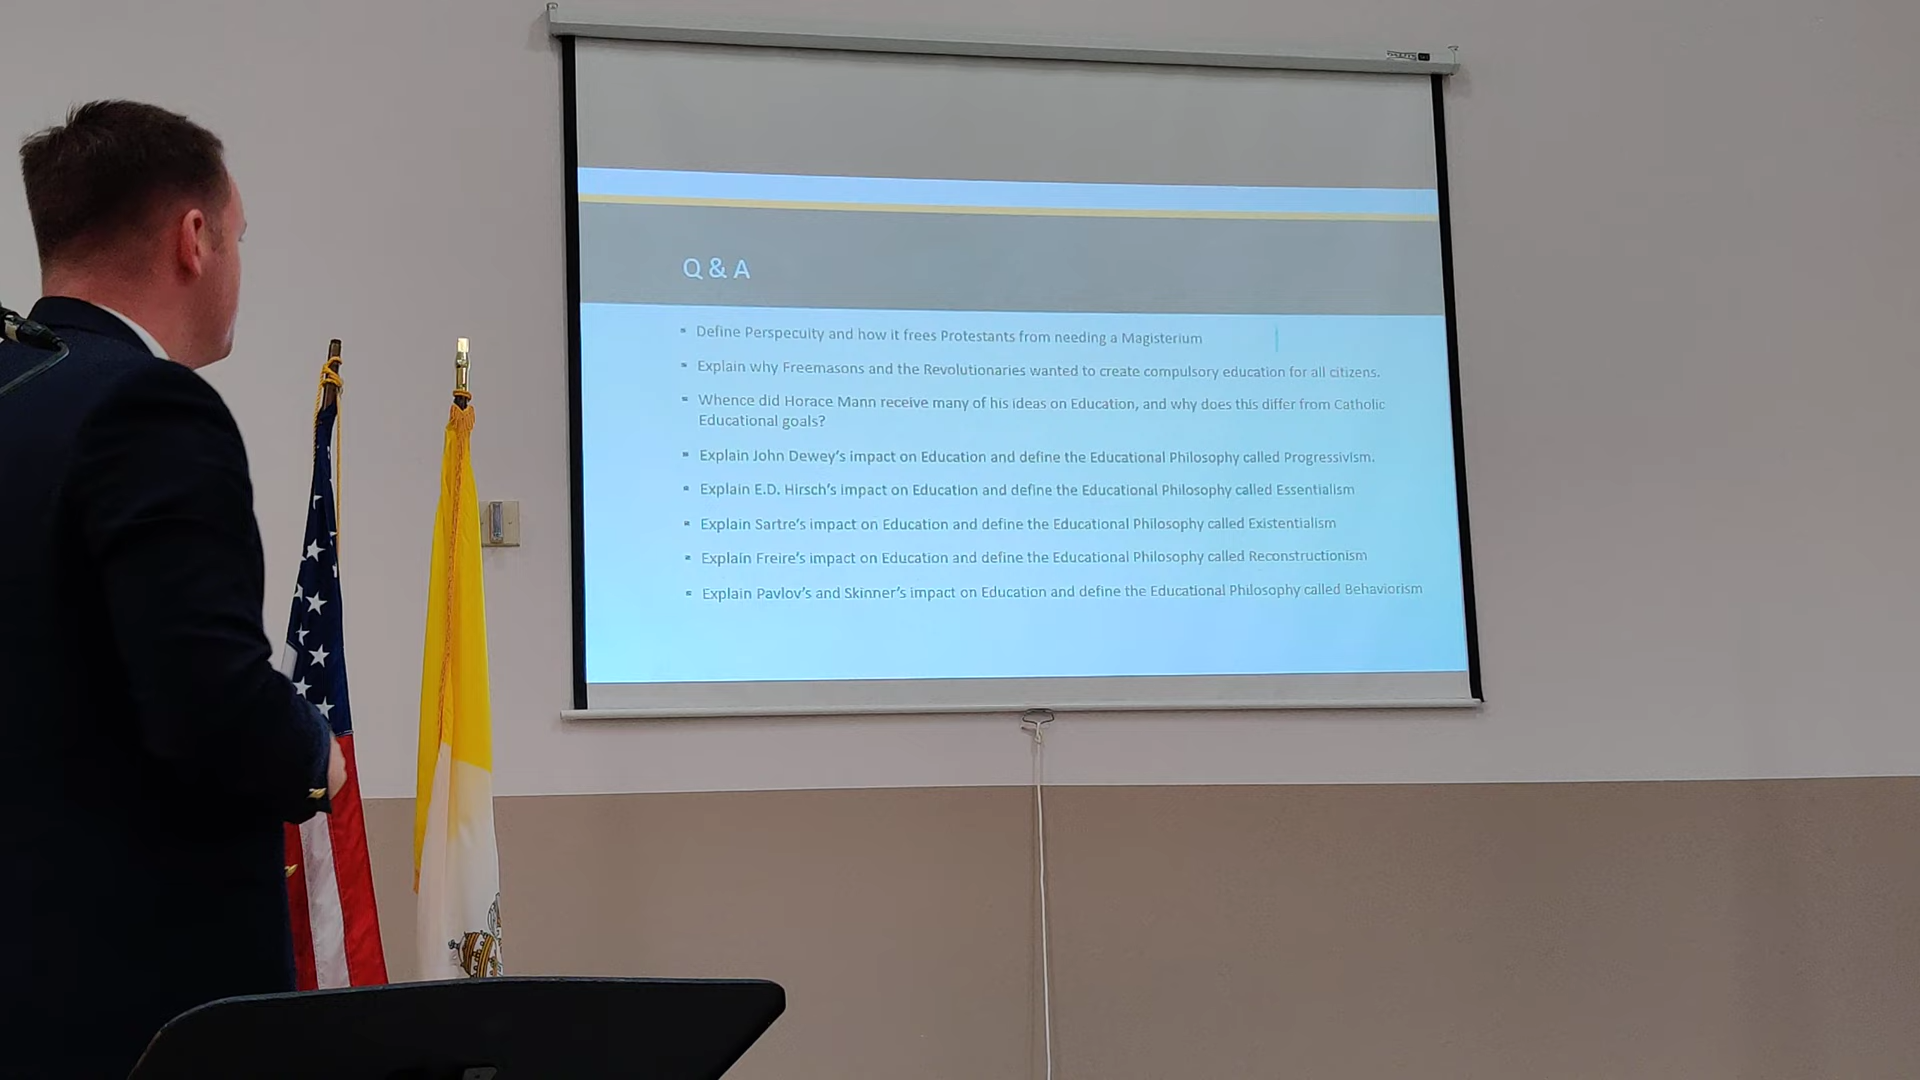 Q & A
▪ Define Perspecuity and how it frees Protestants from needing a Magisterium
▪ Explain why Freemasons and the Revolutionaries wanted to create compulsory education for all citizens.
▪ Whence did Horace Mann receive many of his ideas on Education, and why does this differ from Catholic
Educational goals?
▪ Explain John Dewey's impact on Education and define the Educational Philosophy called Progressivism.
▪ Explain E.D. Hirsch's impact on Education and define the Educational Philosophy called Essentialism
▪ Explain Sartre's impact on Education and define the Educational Philosophy called Existentialism
▪ Explain Freire's impact on Education and define the Educational Philosophy called Reconstructionism
▪ Explain Pavlov's and Skinner's impact on Education and define the Educational Philosophy called Behaviorism